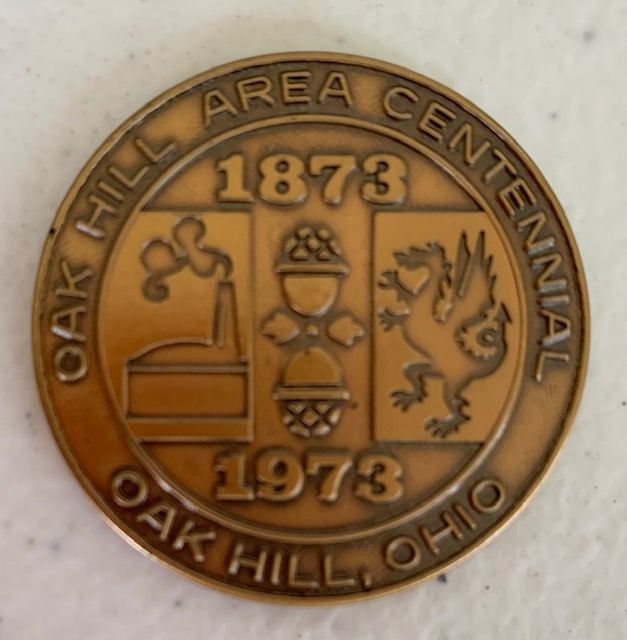 OAK HILL AREA CENTENNIAL
1873
1973
OAK HILL, OHIO